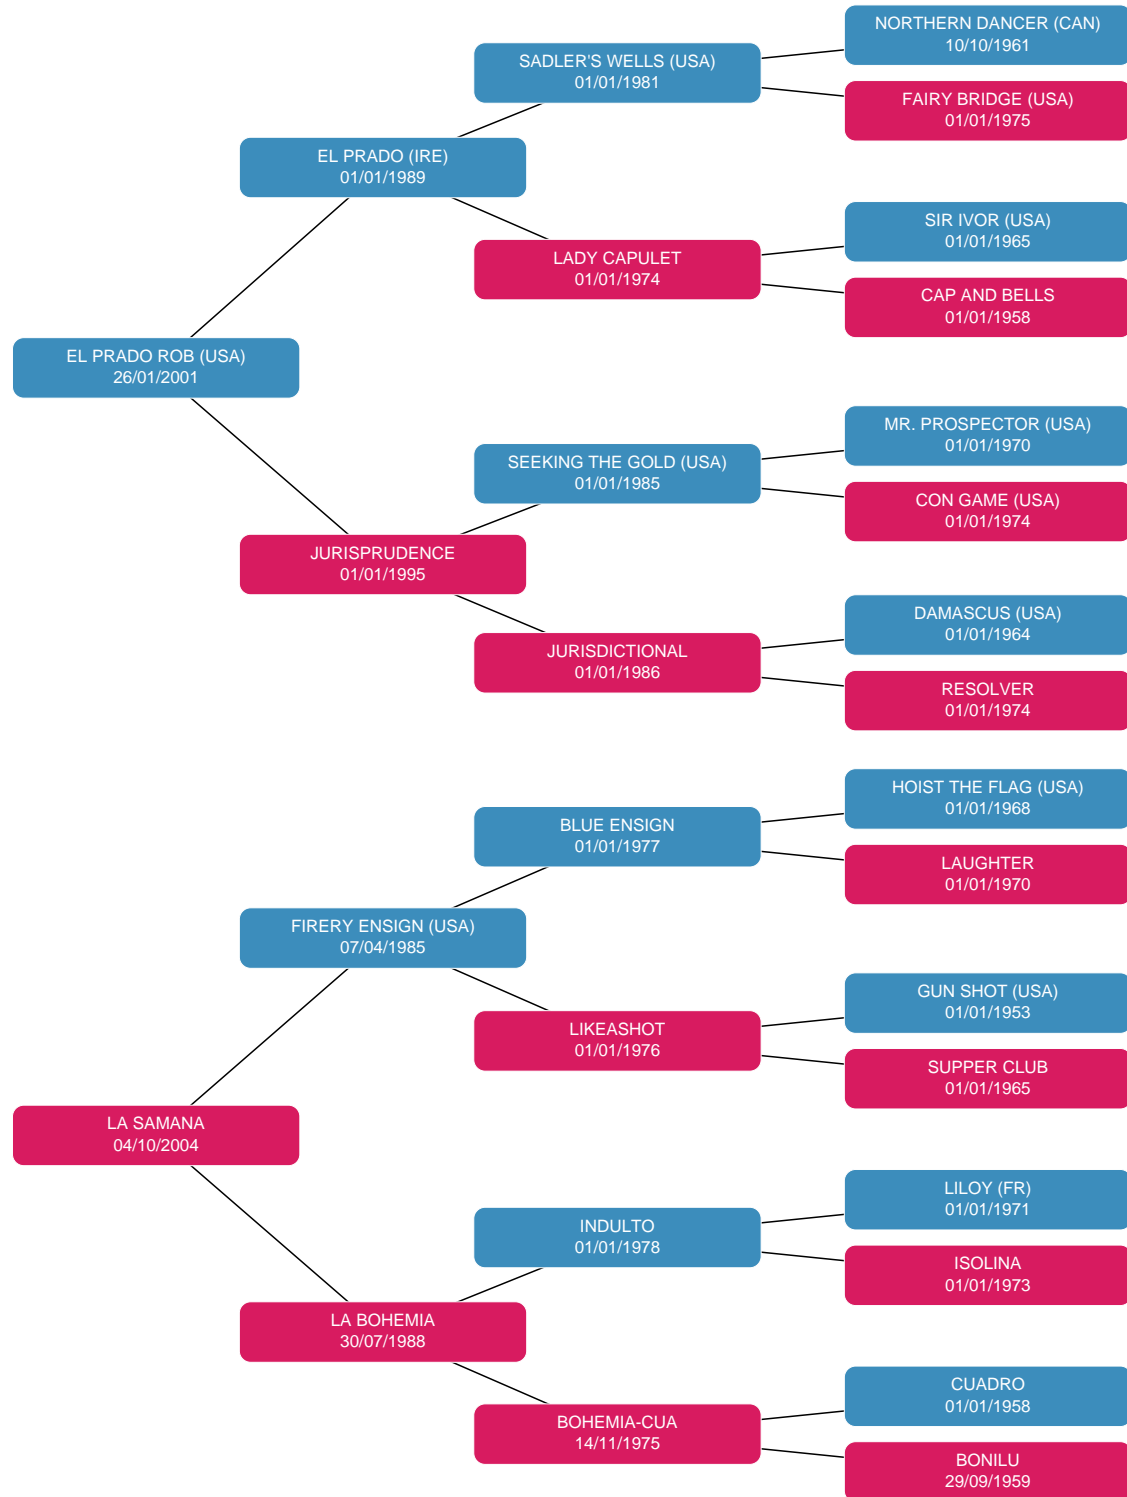 NORTHERN DANCER (CAN)
10/10/1961
SADLER'S WELLS (USA)
01/01/1981
FAIRY BRIDGE (USA)
01/01/1975
EL PRADO (IRE)
01/01/1989
SIR IVOR (USA)
01/01/1965
LADY CAPULET
01/01/1974
CAP AND BELLS
01/01/1958
EL PRADO ROB (USA)
26/01/2001
MR. PROSPECTOR (USA)
01/01/1970
SEEKING THE GOLD (USA)
01/01/1985
CON GAME (USA)
01/01/1974
JURISPRUDENCE
01/01/1995
DAMASCUS (USA)
01/01/1964
JURISDICTIONAL
01/01/1986
RESOLVER
01/01/1974
HOIST THE FLAG (USA)
01/01/1968
BLUE ENSIGN
01/01/1977
LAUGHTER
01/01/1970
FIRERY ENSIGN (USA)
07/04/1985
GUN SHOT (USA)
01/01/1953
LIKEASHOT
01/01/1976
SUPPER CLUB
01/01/1965
LA SAMANA
04/10/2004
LILOY (FR)
01/01/1971
INDULTO
01/01/1978
ISOLINA
01/01/1973
LA BOHEMIA
30/07/1988
CUADRO
01/01/1958
BOHEMIA-CUA
14/11/1975
BONILU
29/09/1959